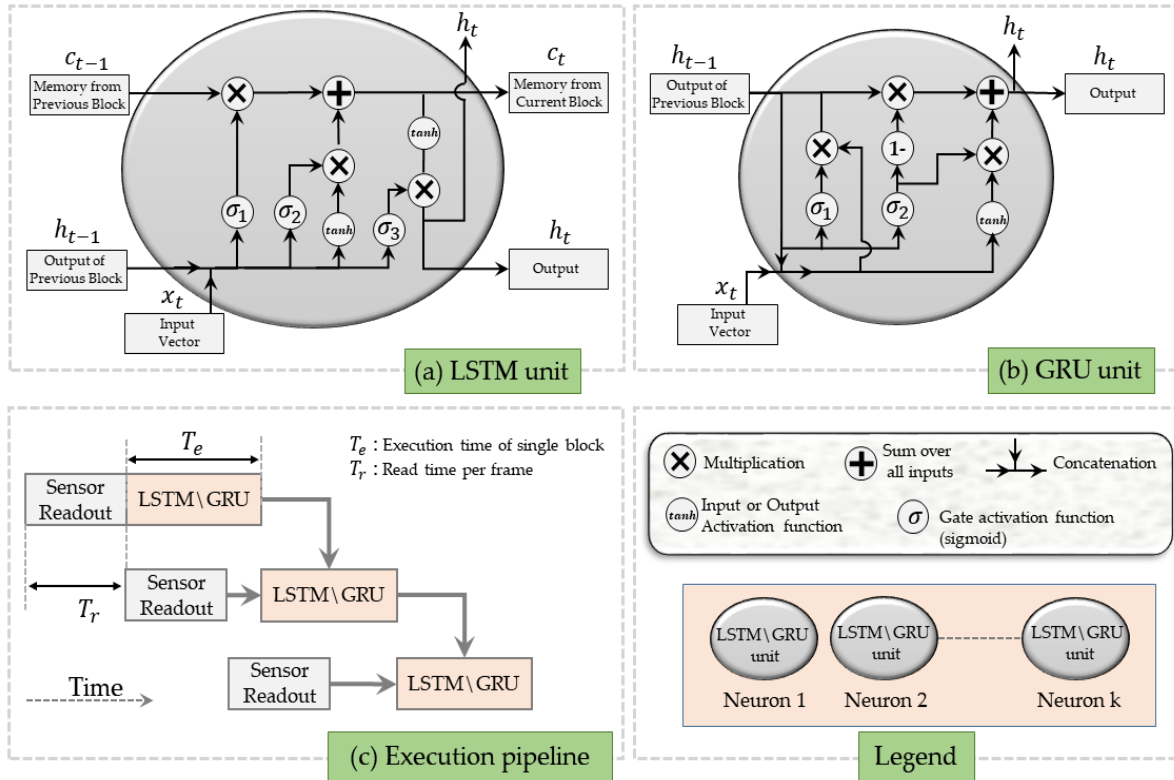 h_t
c_{t-1}
c_t
Memory from
Previous Block
Memory from
Current Block
tanh
σ_1
σ_2
tanh
σ_3
h_{t-1}
h_t
Output of
Previous Block
Output
x_t
Input
Vector
(a) LSTM unit
h_{t-1}
h_t
h_t
Output of
Previous Block
Output
1-
σ_1
σ_2
tanh
x_t
Input
Vector
(b) GRU unit
T_e
T_e : Execution time of single block
T_r : Read time per frame
Sensor
Readout
LSTM\GRU
T_r
Sensor
Readout
LSTM\GRU
Time
Sensor
Readout
LSTM\GRU
(c) Execution pipeline
Multiplication
Sum over
all inputs
Concatenation
tanh
Input or Output
Activation function
σ
Gate activation function
(sigmoid)
LSTM\GRU
unit
LSTM\GRU
unit
LSTM\GRU
unit
Neuron 1
Neuron 2
Neuron k
Legend